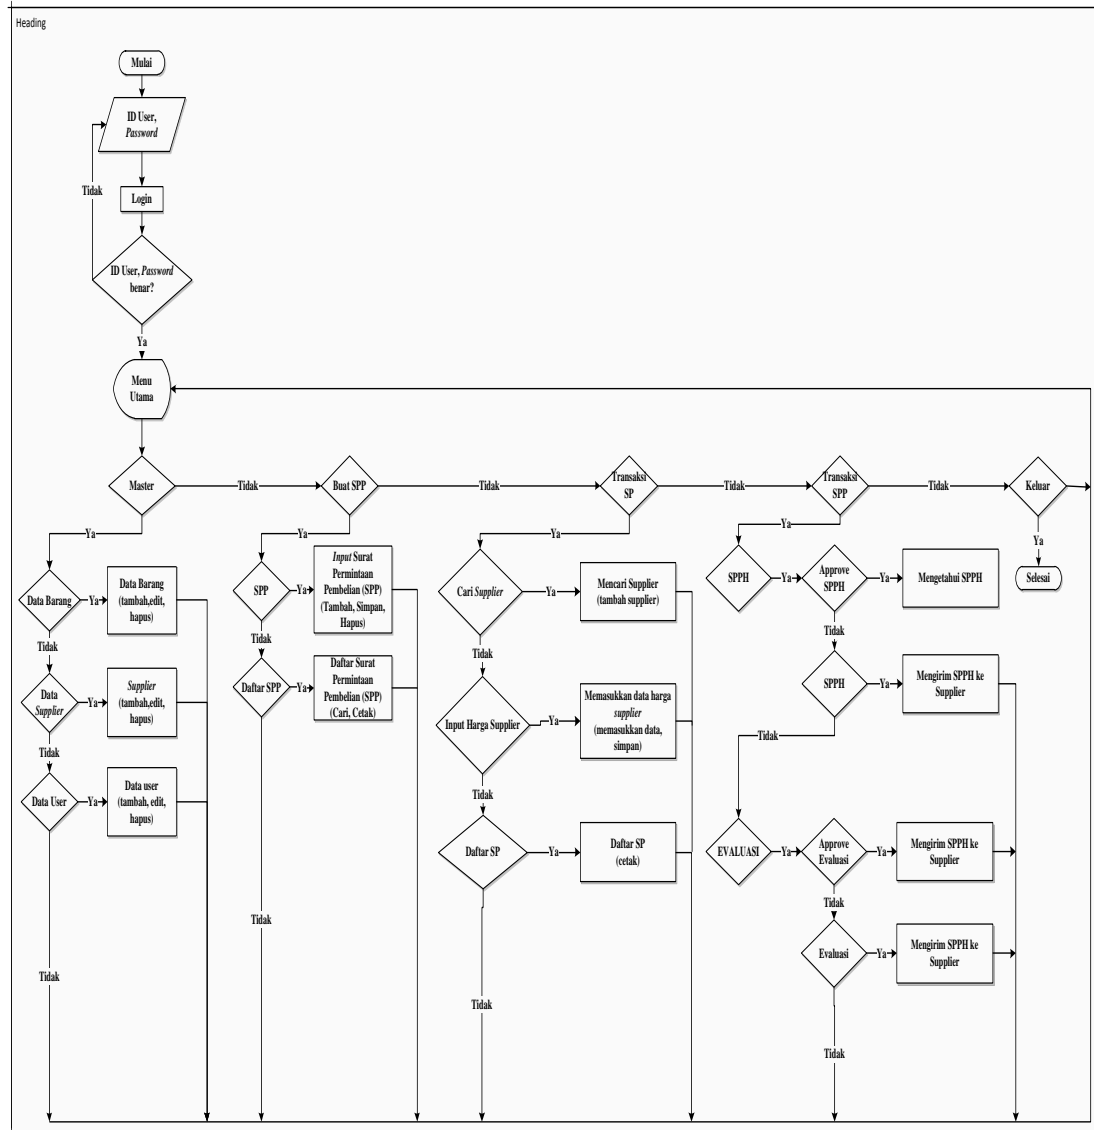 Heading
Mulai
ID User,
Password
Tidak
Login
ID User, Password
benar?
Ya
Menu
Utama
Master
Tidak
Buat SPP
Tidak
Transaksi
SP
Tidak
Transaksi
SPP
Tidak
Keluar
Ya
Selesai
Ya
Data Barang
Ya
Data Barang
(tambah,edit,
hapus)
Tidak
Data
Supplier
Ya
Supplier
(tambah,edit,
hapus)
Tidak
Data User
Ya
Data user
(tambah, edit,
hapus)
Tidak
Ya
SPP
Ya
Input Surat
Permintaan
Pembelian (SPP)
(Tambah, Simpan,
Hapus)
Tidak
Daftar SPP
Ya
Daftar Surat
Permintaan
Pembelian (SPP)
(Cari, Cetak)
Tidak
Ya
Cari Supplier
Ya
Mencari Supplier
(tambah supplier)
Tidak
Input Harga Supplier
Ya
Memasukkan data harga
supplier
(memasukkan data,
simpan)
Tidak
Daftar SP
Ya
Daftar SP
(cetak)
Tidak
Ya
SPPH
Ya
Approve
SPPH
Ya
Mengetahui SPPH
Tidak
SPPH
Ya
Mengirim SPPH ke
Supplier
Tidak
EVALUASI
Ya
Approve
Evaluasi
Ya
Mengirim SPPH ke
Supplier
Tidak
Evaluasi
Ya
Mengirim SPPH ke
Supplier
Tidak